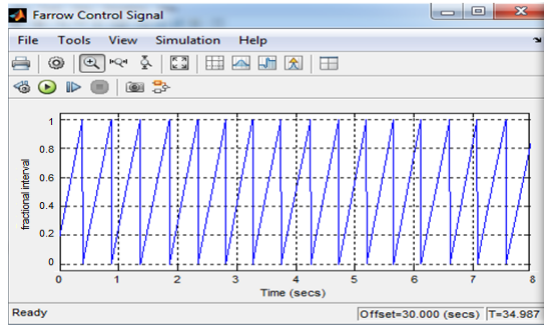 Farrow Control Signal
File Tools View Simulation Help
fractional interval
1
0.8
0.6
0.4
0.2
0
0 1 2 3 4 5 6 7 8
Time (secs)
Ready
Offset=30.000 (secs) T=34.987